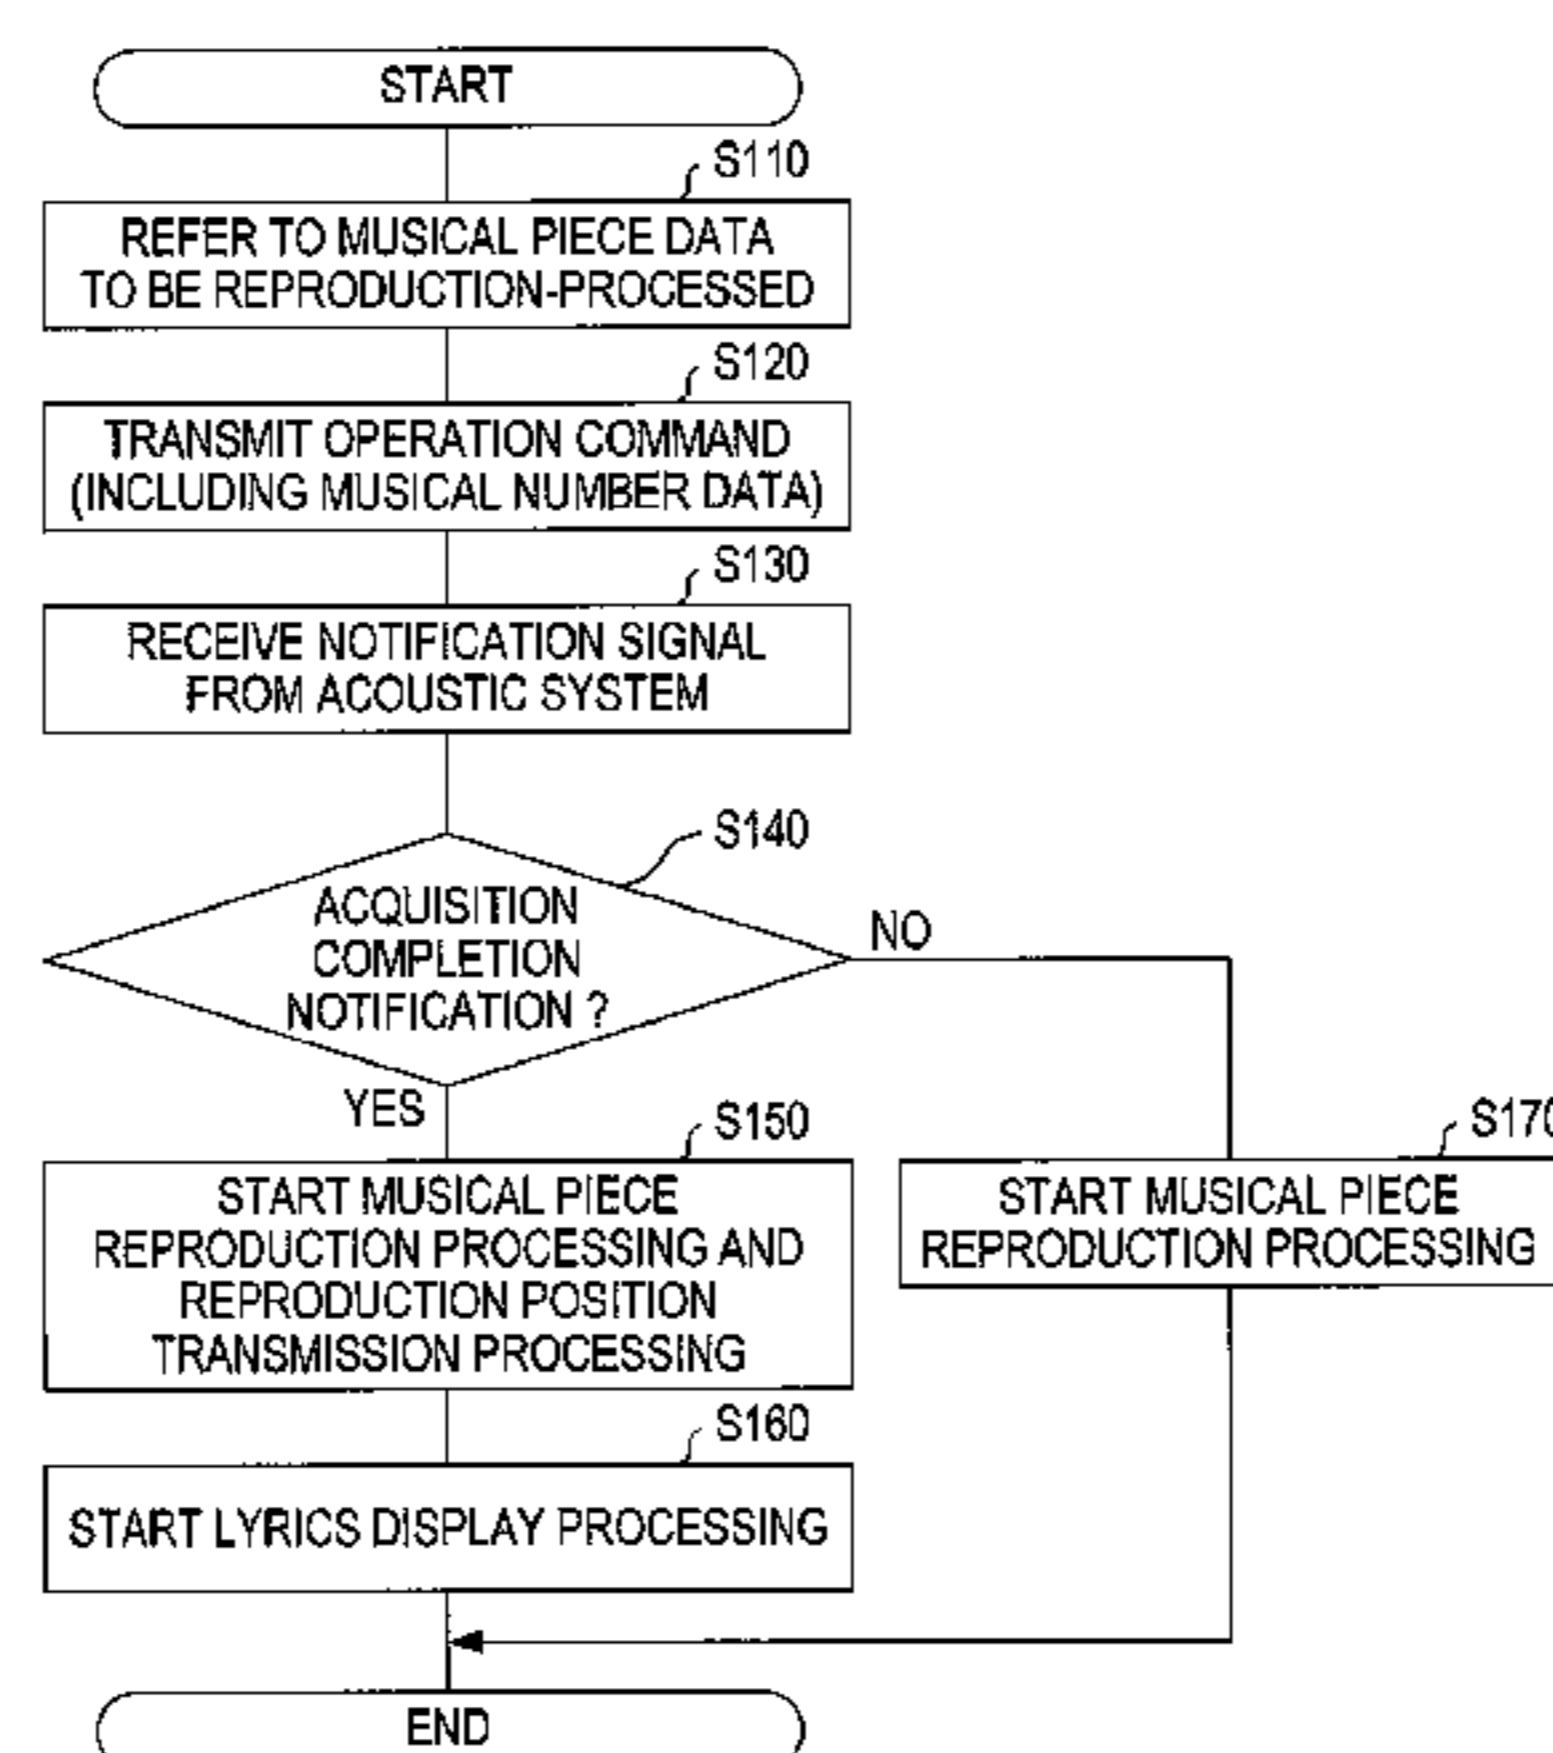 START
S110
REFER TO MUSICAL PIECE DATA
TO BE REPRODUCTION-PROCESSED
S120
TRANSMIT OPERATION COMMAND
(INCLUDING MUSICAL NUMBER DATA)
S130
RECEIVE NOTIFICATION SIGNAL
FROM ACOUSTIC SYSTEM
S140
ACQUISITION
COMPLETION
NOTIFICATION ?
NO
YES
S150
START MUSICAL PIECE
REPRODUCTION PROCESSING AND
REPRODUCTION POSITION
TRANSMISSION PROCESSING
S170
START MUSICAL PIECE
REPRODUCTION PROCESSING
S160
START LYRICS DISPLAY PROCESSING
END